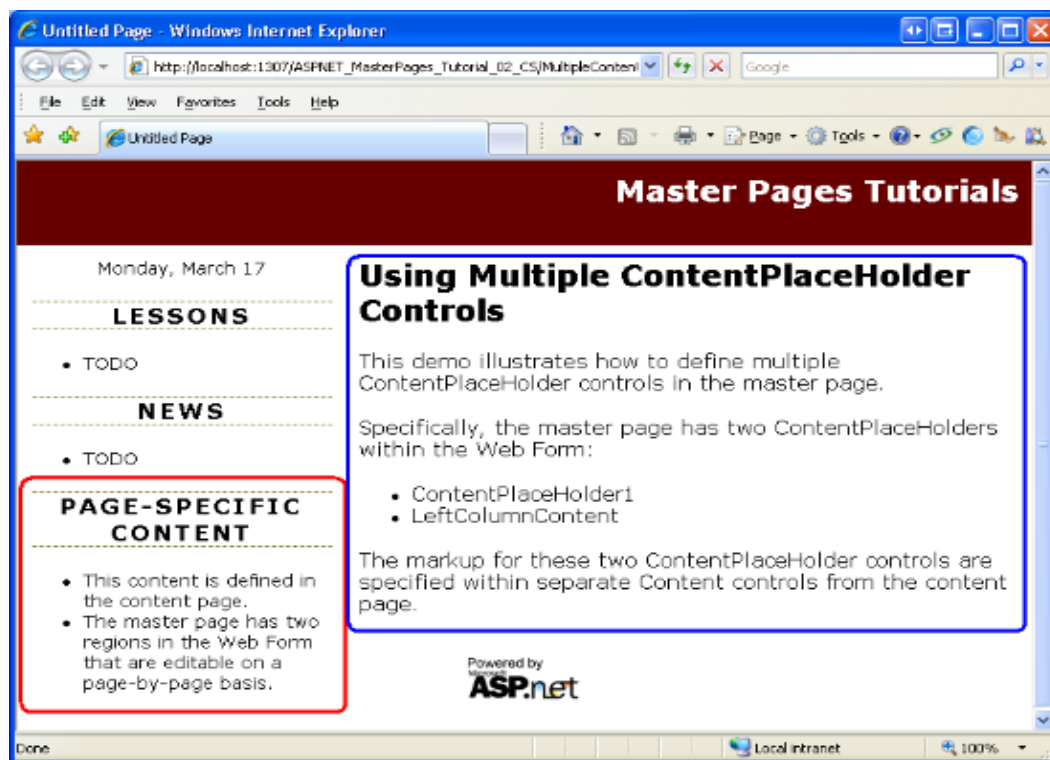 Untitled Page - Windows Internet Explorer
http://localhost:1307/ASPNET_MasterPages_Tutorial_02_CS/MultipleContent
Google
File Edit View Favorites Tools Help
Untitled Page
Page Tools
Master Pages Tutorials
Monday, March 17
LESSONS
TODO
NEWS
TODO
PAGE-SPECIFIC
CONTENT
This content is defined in
the content page.
The master page has two
regions in the Web Form
that are editable on a
page-by-page basis.
Using Multiple ContentPlaceHolder
Controls
This demo illustrates how to define multiple
ContentPlaceHolder controls in the master page.
Specifically, the master page has two ContentPlaceHolders
within the Web Form:
ContentPlaceHolder1
LeftColumnContent
The markup for these two ContentPlaceHolder controls are
specified within separate Content controls from the content
page.
Powered by
Microsoft
ASP.net
Done
Local intranet
100%